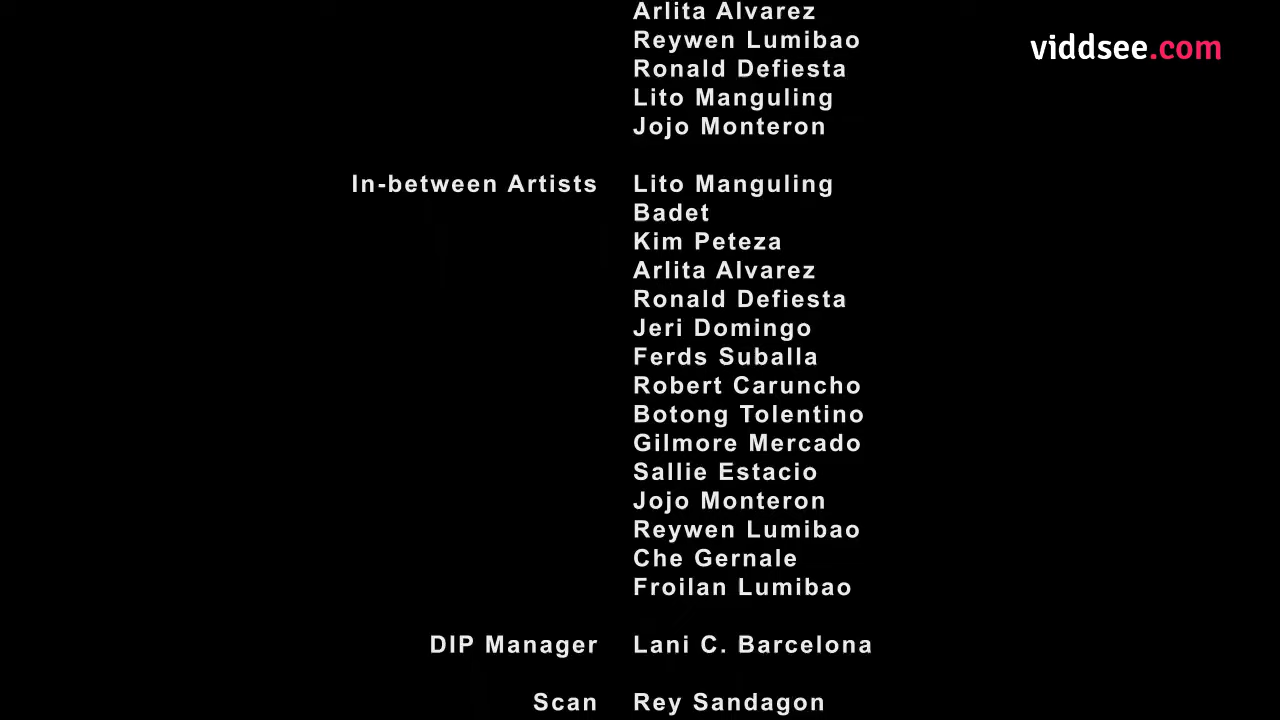 Arlita Alvarez
Reywen Lumibao
viddsee.com
Ronald Defiesta
Lito Manguling
Jojo Monteron
In-between Artists Lito Manguling
Badet
Kim Peteza
Arlita Alvarez
Ronald Defiesta
Jeri Domingo
Ferds Suballa
Robert Caruncho
Botong Tolentino
Gilmore Mercado
Sallie Estacio
Jojo Monteron
Reywen Lumibao
Che Gernale
Froilan Lumibao
DIP Manager Lani C. Barcelona
Scan Rey Sandagon